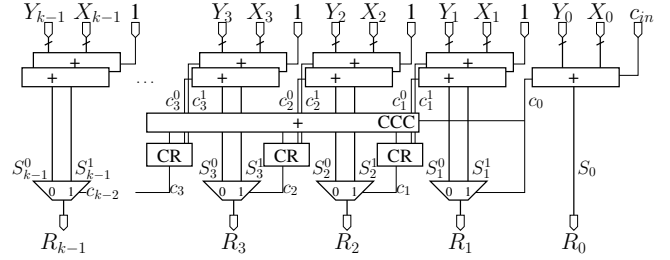 Y_{k−1} X_{k−1} 1 Y_3 X_3 1 Y_2 X_2 1 Y_1 X_1 1 Y_0 X_0 c_{in}
+ + + +
+ ... + + + +
c_3^0 c_3^1 c_2^0 c_2^1 c_1^0 c_1^1 c_0
+ CCC
CR CR CR
S_{k−1}^0 S_{k−1}^1 S_3^0 S_3^1 S_2^0 S_2^1 S_1^0 S_1^1 S_0
0 1 c_{k−2} c_3 0 1 c_2 0 1 c_1 0 1
R_{k−1} R_3 R_2 R_1 R_0